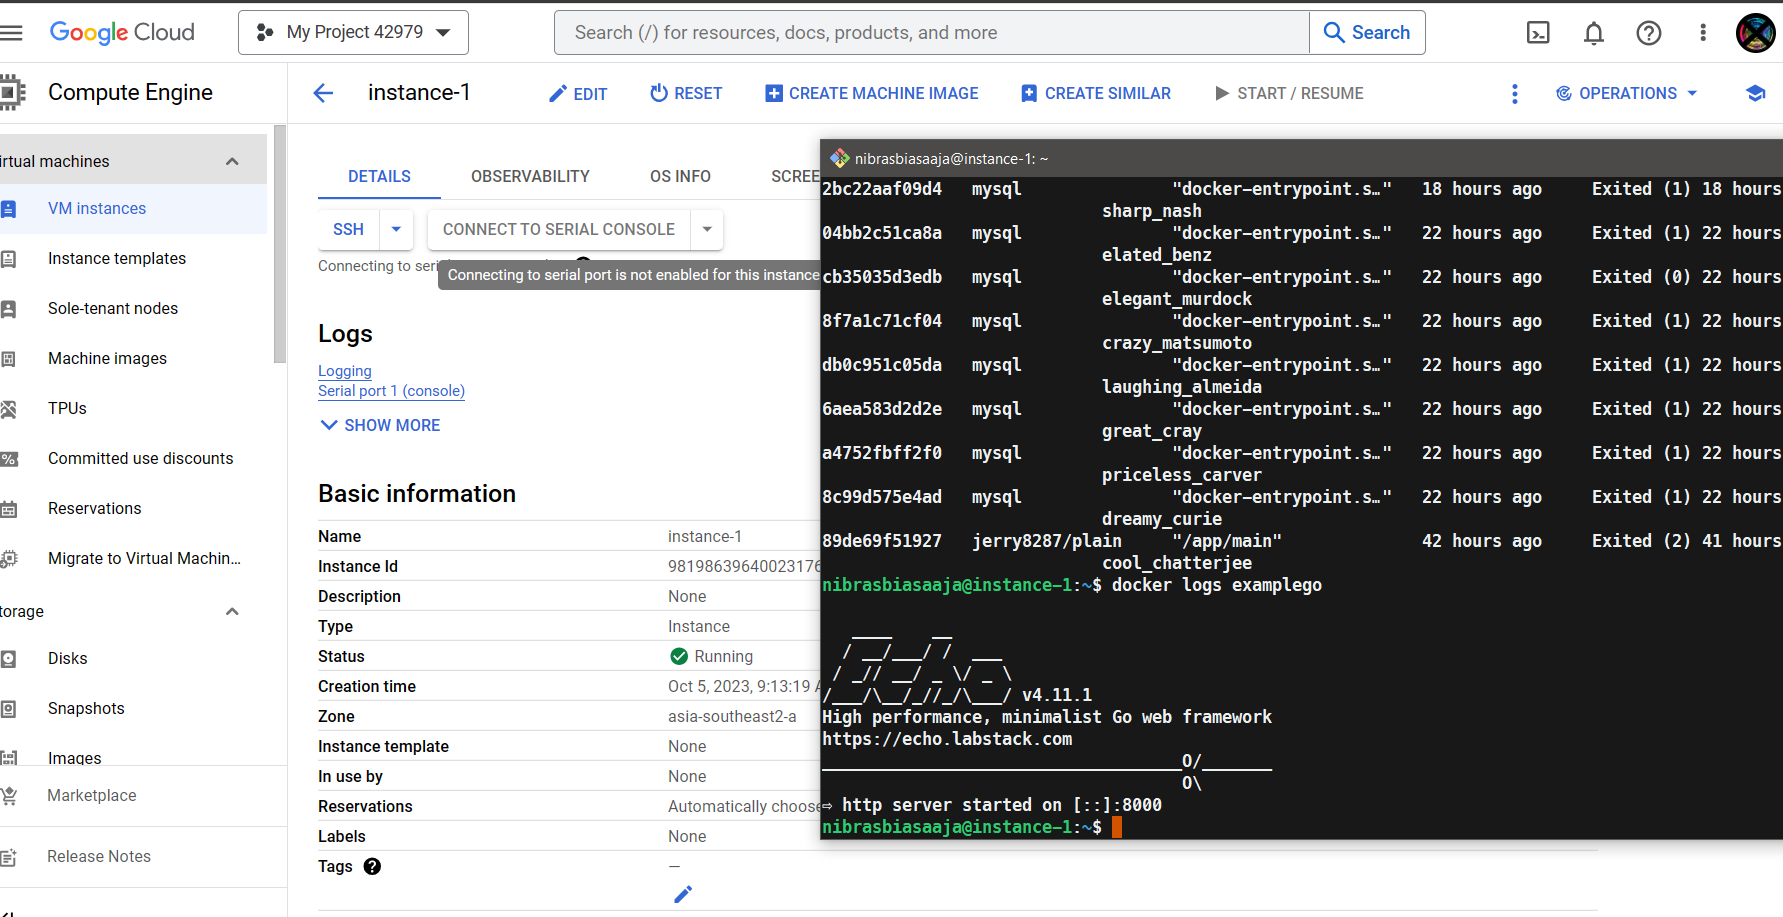 Google Cloud
My Project 42979
Search (/) for resources, docs, products, and more
Search
Compute Engine
instance-1
EDIT
RESET
CREATE MACHINE IMAGE
CREATE SIMILAR
START / RESUME
OPERATIONS
irtual machines
VM instances
Instance templates
Sole-tenant nodes
Machine images
TPUs
Committed use discounts
Reservations
Migrate to Virtual Machin...
torage
Disks
Snapshots
Images
Marketplace
Release Notes
DETAILS
OBSERVABILITY
OS INFO
SCREE
SSH
CONNECT TO SERIAL CONSOLE
Connecting to seri
Connecting to serial port is not enabled for this instance
Logs
Logging
Serial port 1 (console)
SHOW MORE
Basic information
Name instance-1
Instance Id 98198639640023176
Description None
Type Instance
Status Running
Creation time Oct 5, 2023, 9:13:19 A
Zone asia-southeast2-a
Instance template None
In use by None
Reservations Automatically choose
Labels None
Tags —
nibrasbiasaaja@instance-1: ~
2bc22aaf09d4 mysql "docker-entrypoint.s…" 18 hours ago Exited (1) 18 hours
sharp_nash
04bb2c51ca8a mysql "docker-entrypoint.s…" 22 hours ago Exited (1) 22 hours
elated_benz
cb35035d3edb mysql "docker-entrypoint.s…" 22 hours ago Exited (0) 22 hours
elegant_murdock
8f7a1c71cf04 mysql "docker-entrypoint.s…" 22 hours ago Exited (1) 22 hours
crazy_matsumoto
db0c951c05da mysql "docker-entrypoint.s…" 22 hours ago Exited (1) 22 hours
laughing_almeida
6aea583d2d2e mysql "docker-entrypoint.s…" 22 hours ago Exited (1) 22 hours
great_cray
a4752fbff2f0 mysql "docker-entrypoint.s…" 22 hours ago Exited (1) 22 hours
priceless_carver
8c99d575e4ad mysql "docker-entrypoint.s…" 22 hours ago Exited (1) 22 hours
dreamy_curie
89de69f51927 jerry8287/plain "/app/main" 42 hours ago Exited (2) 41 hours
cool_chatterjee
nibrasbiasaaja@instance-1:~$ docker logs examplego
Echo
v4.11.1
High performance, minimalist Go web framework
https://echo.labstack.com
____________________________________O/_______
O\
⇨ http server started on [::]:8000
nibrasbiasaaja@instance-1:~$